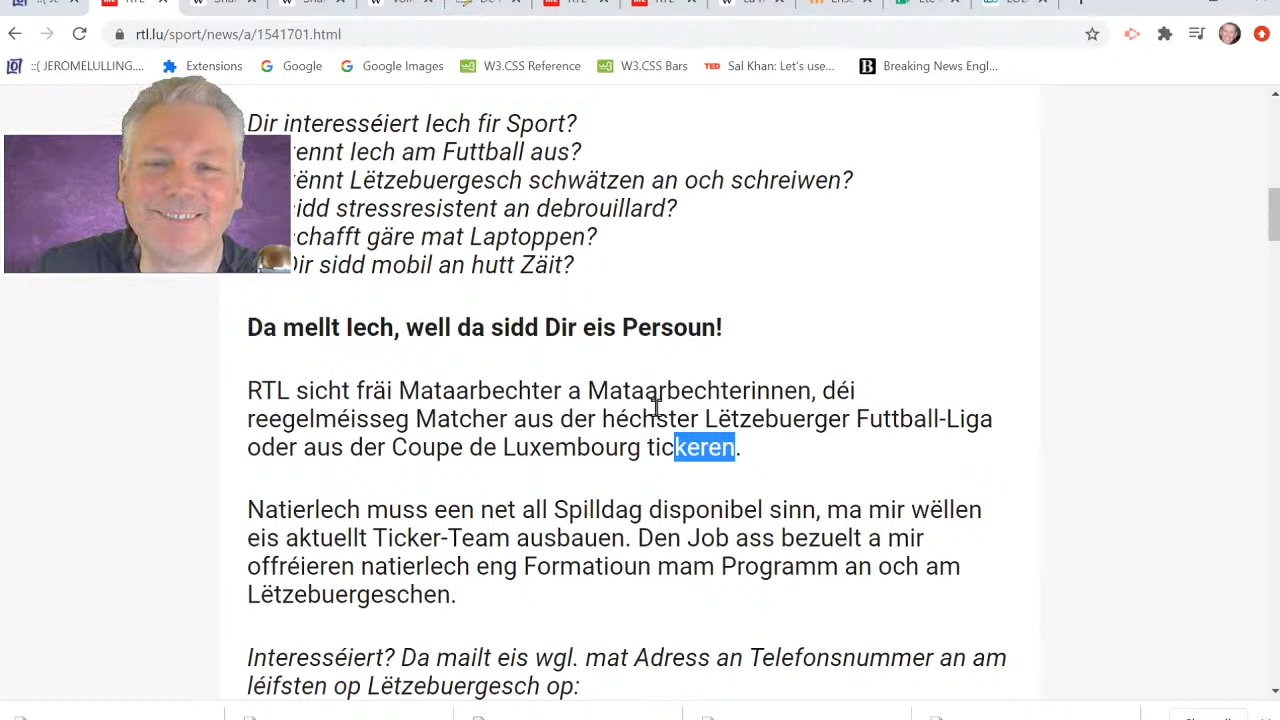 rtl.lu/sport/news/a/1541701.html
::( JEROMELULLING.... Extensions Google Google Images W3.CSS Reference W3.CSS Bars TED Sal Khan: Let's use... B Breaking News Engl...
Dir interesséiert Iech fir Sport?
Iech am Futtball aus?
Lëtzebuergesch schwätzen an och schreiwen?
sidd stressresistent an debrouillard?
schafft gäre mat Laptoppen?
Dir sidd mobil an hutt Zäit?
Da mellt Iech, well da sidd Dir eis Persoun!
RTL sicht fräi Mataarbechter a Mataarbechterinnen, déi
reegelméisseg Matcher aus der héchster Lëtzebuerger Futtball-Liga
oder aus der Coupe de Luxembourg tickeren.
Natierlech muss een net all Spilldag disponibel sinn, ma mir wëllen
eis aktuellt Ticker-Team ausbauen. Den Job ass bezuelt a mir
offréieren natierlech eng Formatioun mam Programm an och am
Lëtzebuergeschen.
Interesséiert? Da mailt eis wgl. mat Adress an Telefonsnummer an am
léifsten op Lëtzebuergesch op: